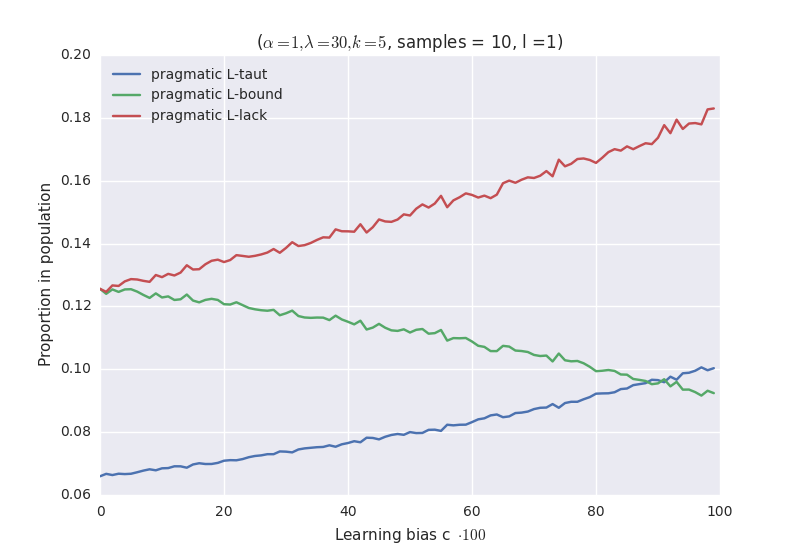 (α=1,λ=30,k=5, samples = 10, l =1)
0.20
0.18
0.16
0.14
0.12
0.10
0.08
0.06
Proportion in population
pragmatic L-taut
pragmatic L-bound
pragmatic L-lack
0 20 40 60 80 100
Learning bias c ·100